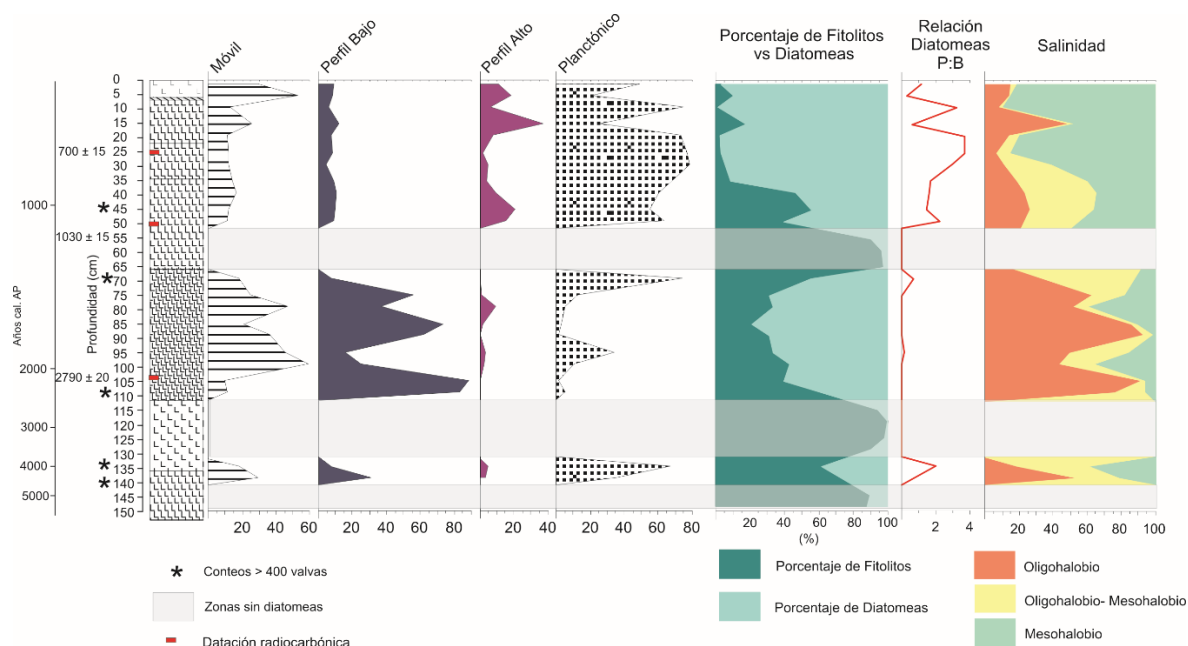 Móvil
Perfil Bajo
Perfil Alto
Planctónico
Porcentaje de Fitolitos
vs Diatomeas
Relación
Diatomeas
P:B
Salinidad
Años cal. AP
1000
2000
3000
4000
5000
700 ± 15
1030 ± 15
2790 ± 20
*
*
*
*
*
Profundidad (cm)
0
5
10
15
20
25
30
35
40
45
50
55
60
65
75
80
85
90
95
100
105
110
115
120
130
135
140
145
150
20 40 60
20 40 60 80
20 40
20 40 60 80
20 40 60 80 100
(%)
2 4
20 40 60 80 100
* Conteos > 400 valvas
Zonas sin diatomeas
Datación radiocarbónica
Porcentaje de Fitolitos
Porcentaje de Diatomeas
Oligohalobio
Oligohalobio- Mesohalobio
Mesohalobio